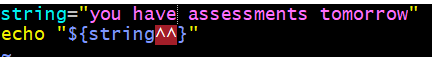 string="you have assessments tomorrow"
echo "${string^^}"
~